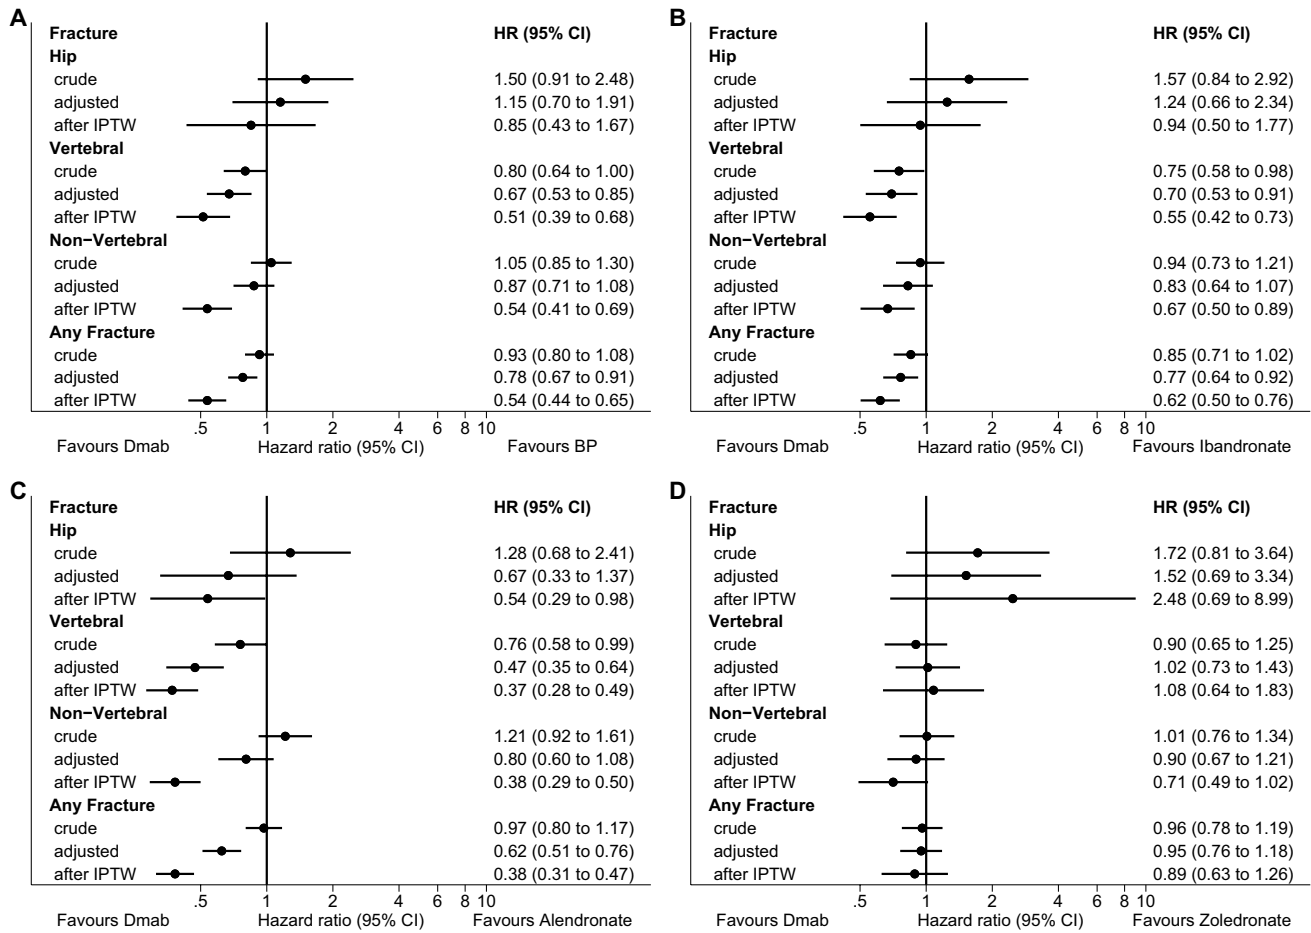 A
Fracture HR (95% CI)
Hip
crude 1.50 (0.91 to 2.48)
adjusted 1.15 (0.70 to 1.91)
after IPTW 0.85 (0.43 to 1.67)
Vertebral
crude 0.80 (0.64 to 1.00)
adjusted 0.67 (0.53 to 0.85)
after IPTW 0.51 (0.39 to 0.68)
Non−Vertebral
crude 1.05 (0.85 to 1.30)
adjusted 0.87 (0.71 to 1.08)
after IPTW 0.54 (0.41 to 0.69)
Any Fracture
crude 0.93 (0.80 to 1.08)
adjusted 0.78 (0.67 to 0.91)
after IPTW 0.54 (0.44 to 0.65)
.5 1 2 4 6 8 10
Favours Dmab Hazard ratio (95% CI) Favours BP
B
Fracture HR (95% CI)
Hip
crude 1.57 (0.84 to 2.92)
adjusted 1.24 (0.66 to 2.34)
after IPTW 0.94 (0.50 to 1.77)
Vertebral
crude 0.75 (0.58 to 0.98)
adjusted 0.70 (0.53 to 0.91)
after IPTW 0.55 (0.42 to 0.73)
Non−Vertebral
crude 0.94 (0.73 to 1.21)
adjusted 0.83 (0.64 to 1.07)
after IPTW 0.67 (0.50 to 0.89)
Any Fracture
crude 0.85 (0.71 to 1.02)
adjusted 0.77 (0.64 to 0.92)
after IPTW 0.62 (0.50 to 0.76)
.5 1 2 4 6 8 10
Favours Dmab Hazard ratio (95% CI) Favours Ibandronate
C
Fracture HR (95% CI)
Hip
crude 1.28 (0.68 to 2.41)
adjusted 0.67 (0.33 to 1.37)
after IPTW 0.54 (0.29 to 0.98)
Vertebral
crude 0.76 (0.58 to 0.99)
adjusted 0.47 (0.35 to 0.64)
after IPTW 0.37 (0.28 to 0.49)
Non−Vertebral
crude 1.21 (0.92 to 1.61)
adjusted 0.80 (0.60 to 1.08)
after IPTW 0.38 (0.29 to 0.50)
Any Fracture
crude 0.97 (0.80 to 1.17)
adjusted 0.62 (0.51 to 0.76)
after IPTW 0.38 (0.31 to 0.47)
.5 1 2 4 6 8 10
Favours Dmab Hazard ratio (95% CI) Favours Alendronate
D
Fracture HR (95% CI)
Hip
crude 1.72 (0.81 to 3.64)
adjusted 1.52 (0.69 to 3.34)
after IPTW 2.48 (0.69 to 8.99)
Vertebral
crude 0.90 (0.65 to 1.25)
adjusted 1.02 (0.73 to 1.43)
after IPTW 1.08 (0.64 to 1.83)
Non−Vertebral
crude 1.01 (0.76 to 1.34)
adjusted 0.90 (0.67 to 1.21)
after IPTW 0.71 (0.49 to 1.02)
Any Fracture
crude 0.96 (0.78 to 1.19)
adjusted 0.95 (0.76 to 1.18)
after IPTW 0.89 (0.63 to 1.26)
.5 1 2 4 6 8 10
Favours Dmab Hazard ratio (95% CI) Favours Zoledronate